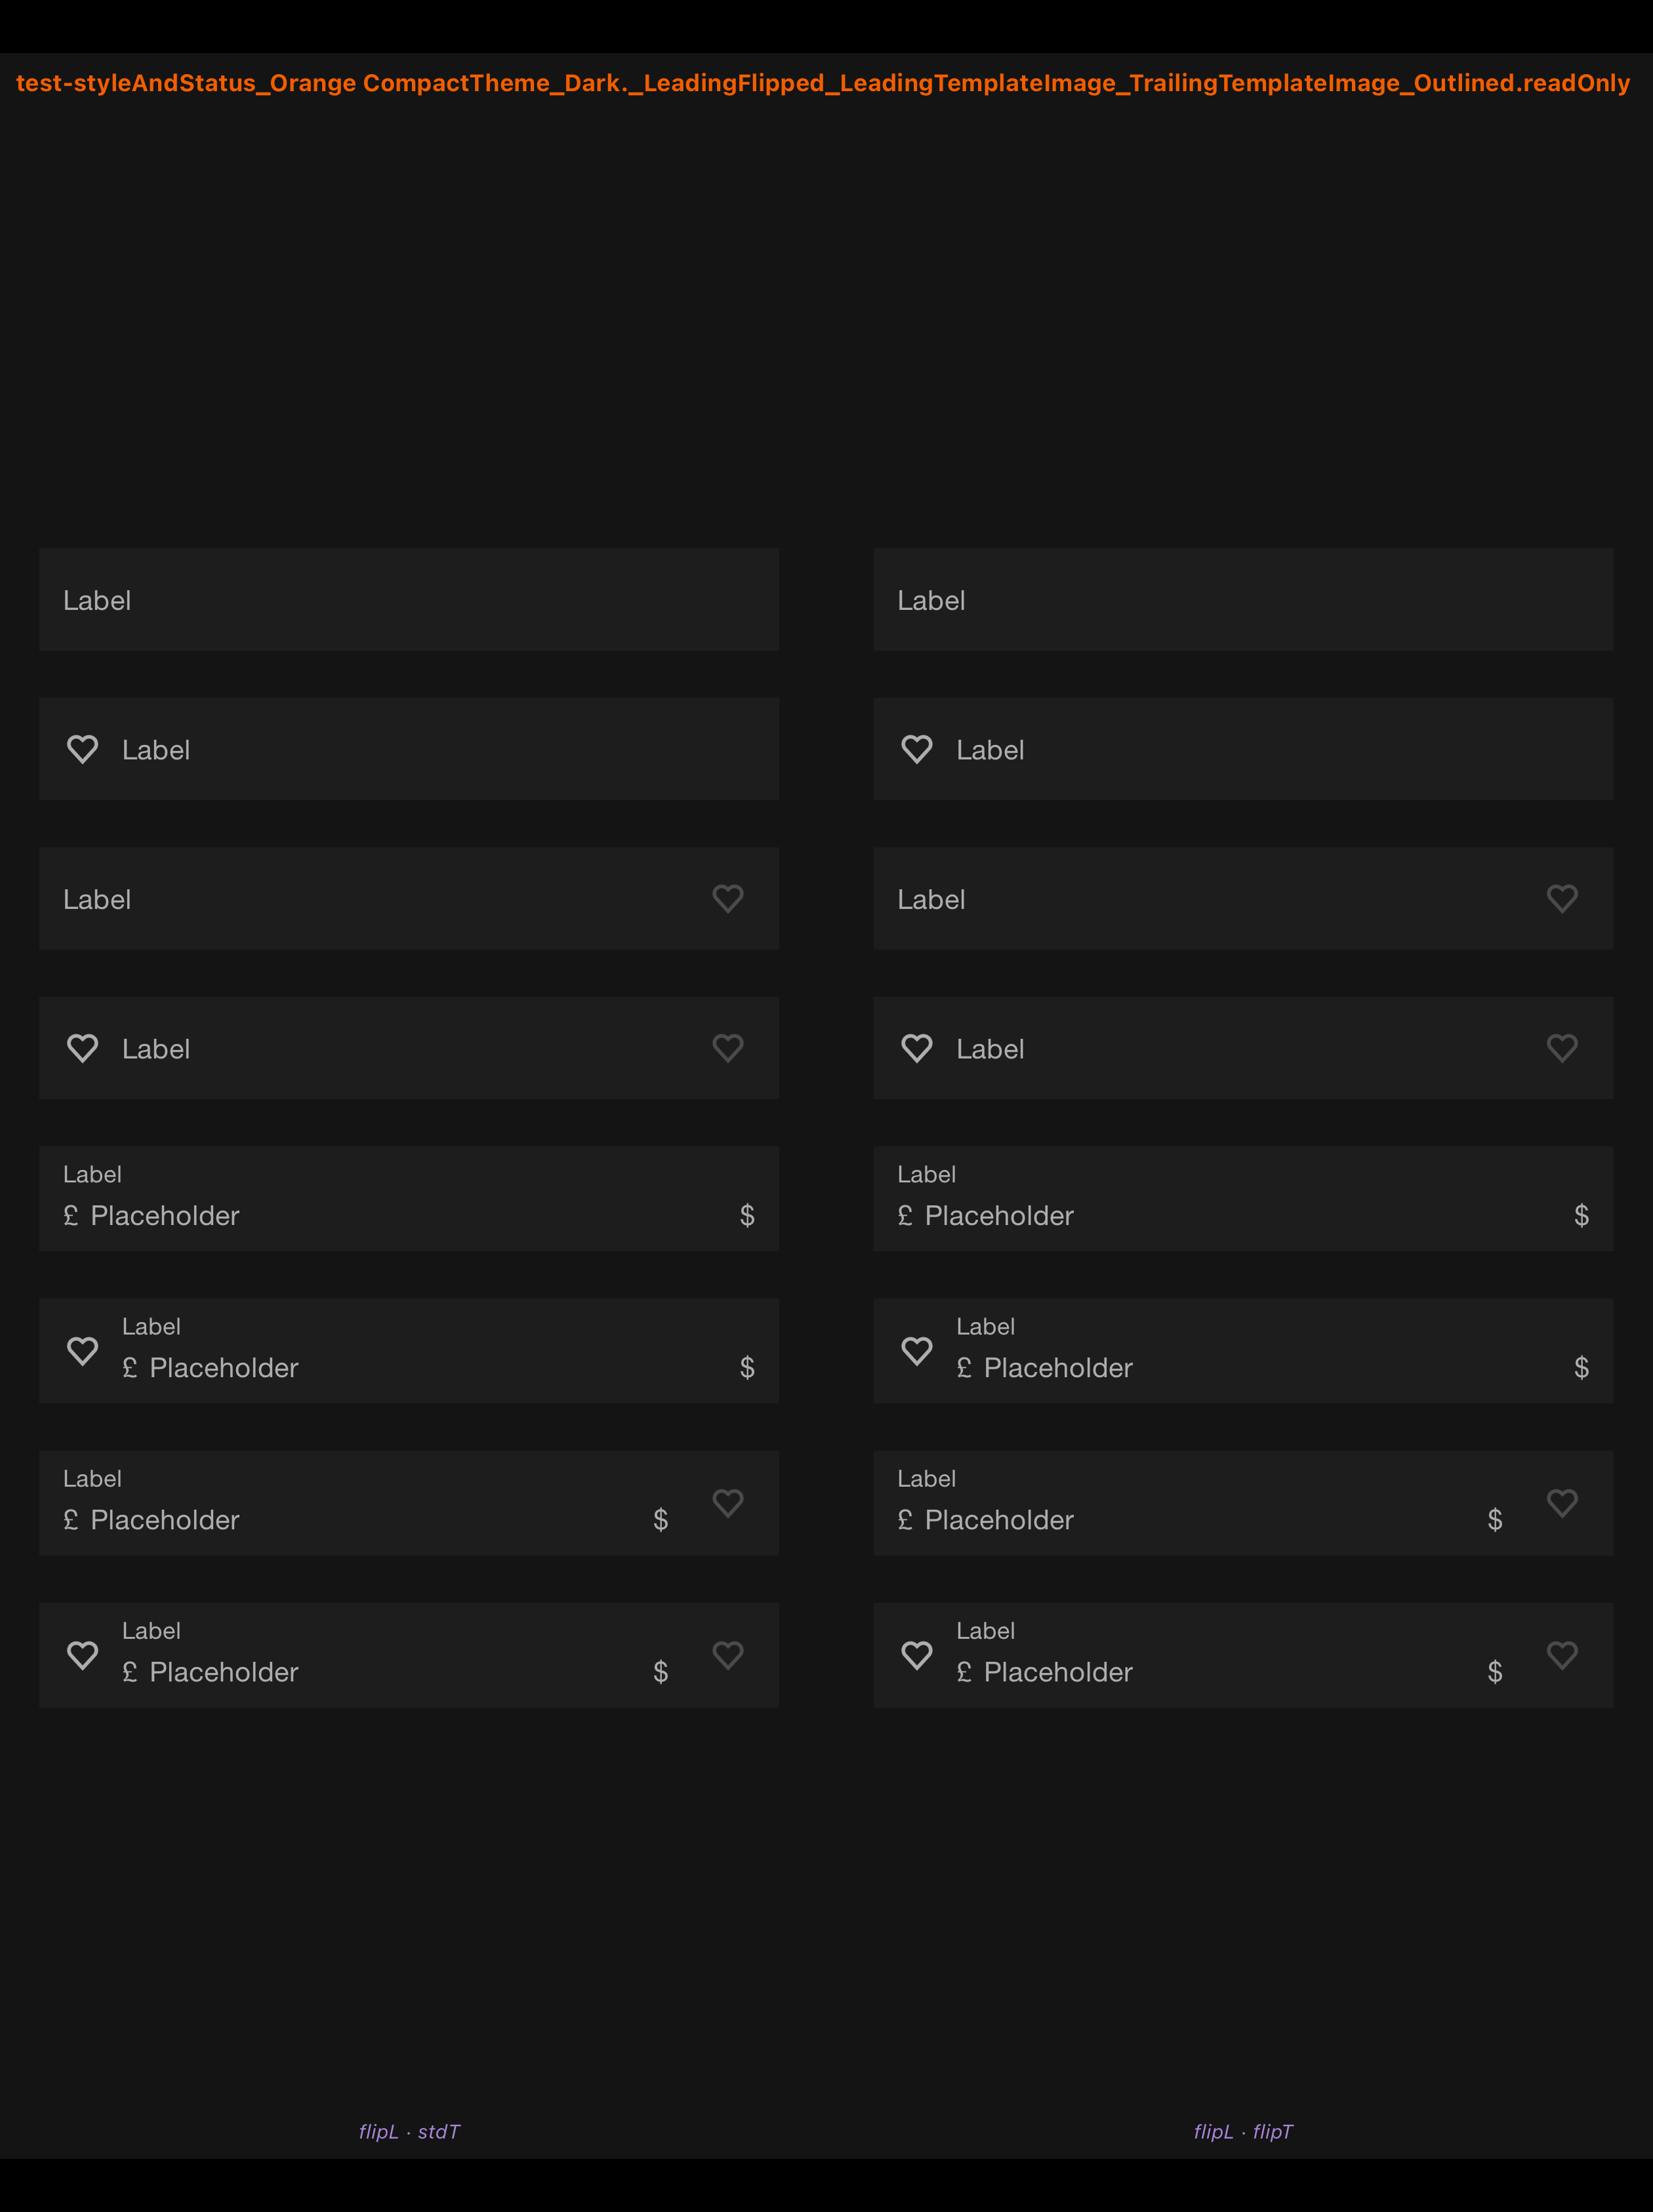 test-styleAndStatus_Orange CompactTheme_Dark._LeadingFlipped_LeadingTemplateImage_TrailingTemplateImage_Outlined.readOnly
Label
Label
Label
Label
Label
Label
Label
Label
Label
£ Placeholder $
Label
£ Placeholder $
Label
£ Placeholder $
Label
£ Placeholder $
Label
£ Placeholder $
Label
£ Placeholder $
Label
£ Placeholder $
Label
£ Placeholder $
flipL · stdT
flipL · flipT